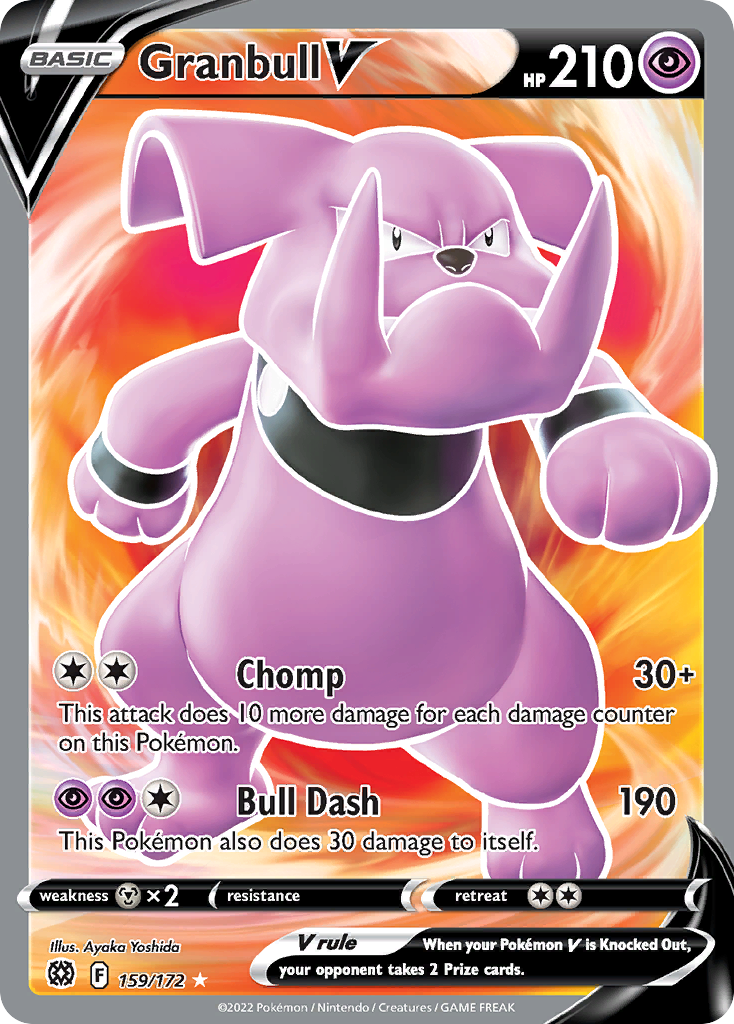 BASIC Granbull V HP 210
Chomp 30+
This attack does 10 more damage for each damage counter
on this Pokémon.
Bull Dash 190
This Pokémon also does 30 damage to itself.
weakness ×2 resistance retreat
Illus. Ayaka Yoshida
V rule When your Pokémon V is Knocked Out,
your opponent takes 2 Prize cards.
F 159/172
©2022 Pokémon / Nintendo / Creatures / GAME FREAK